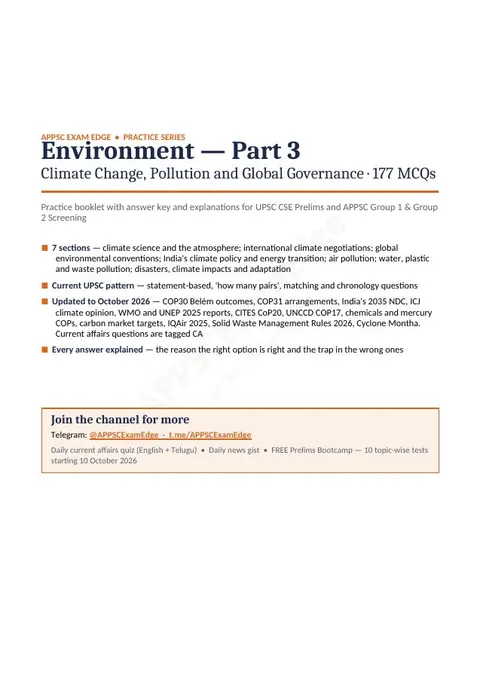 APPSC EXAM EDGE • PRACTICE SERIES
Environment — Part 3
Climate Change, Pollution and Global Governance · 177 MCQs
Practice booklet with answer key and explanations for UPSC CSE Prelims and APPSC Group 1 & Group
2 Screening
■ 7 sections — climate science and the atmosphere; international climate negotiations; global
environmental conventions; India's climate policy and energy transition; air pollution; water, plastic
and waste pollution; disasters, climate impacts and adaptation
■ Current UPSC pattern — statement-based, 'how many pairs', matching and chronology questions
■ Updated to October 2026 — COP30 Belém outcomes, COP31 arrangements, India's 2035 NDC, ICJ
climate opinion, WMO and UNEP 2025 reports, CITES CoP20, UNCCD COP17, chemicals and mercury
COPs, carbon market targets, IQAir 2025, Solid Waste Management Rules 2026, Cyclone Montha.
Current affairs questions are tagged CA
■ Every answer explained — the reason the right option is right and the trap in the wrong ones
Join the channel for more
Telegram: @APPSCExamEdge · t.me/APPSCExamEdge
Daily current affairs quiz (English + Telugu) • Daily news gist • FREE Prelims Bootcamp — 10 topic-wise tests
starting 10 October 2026